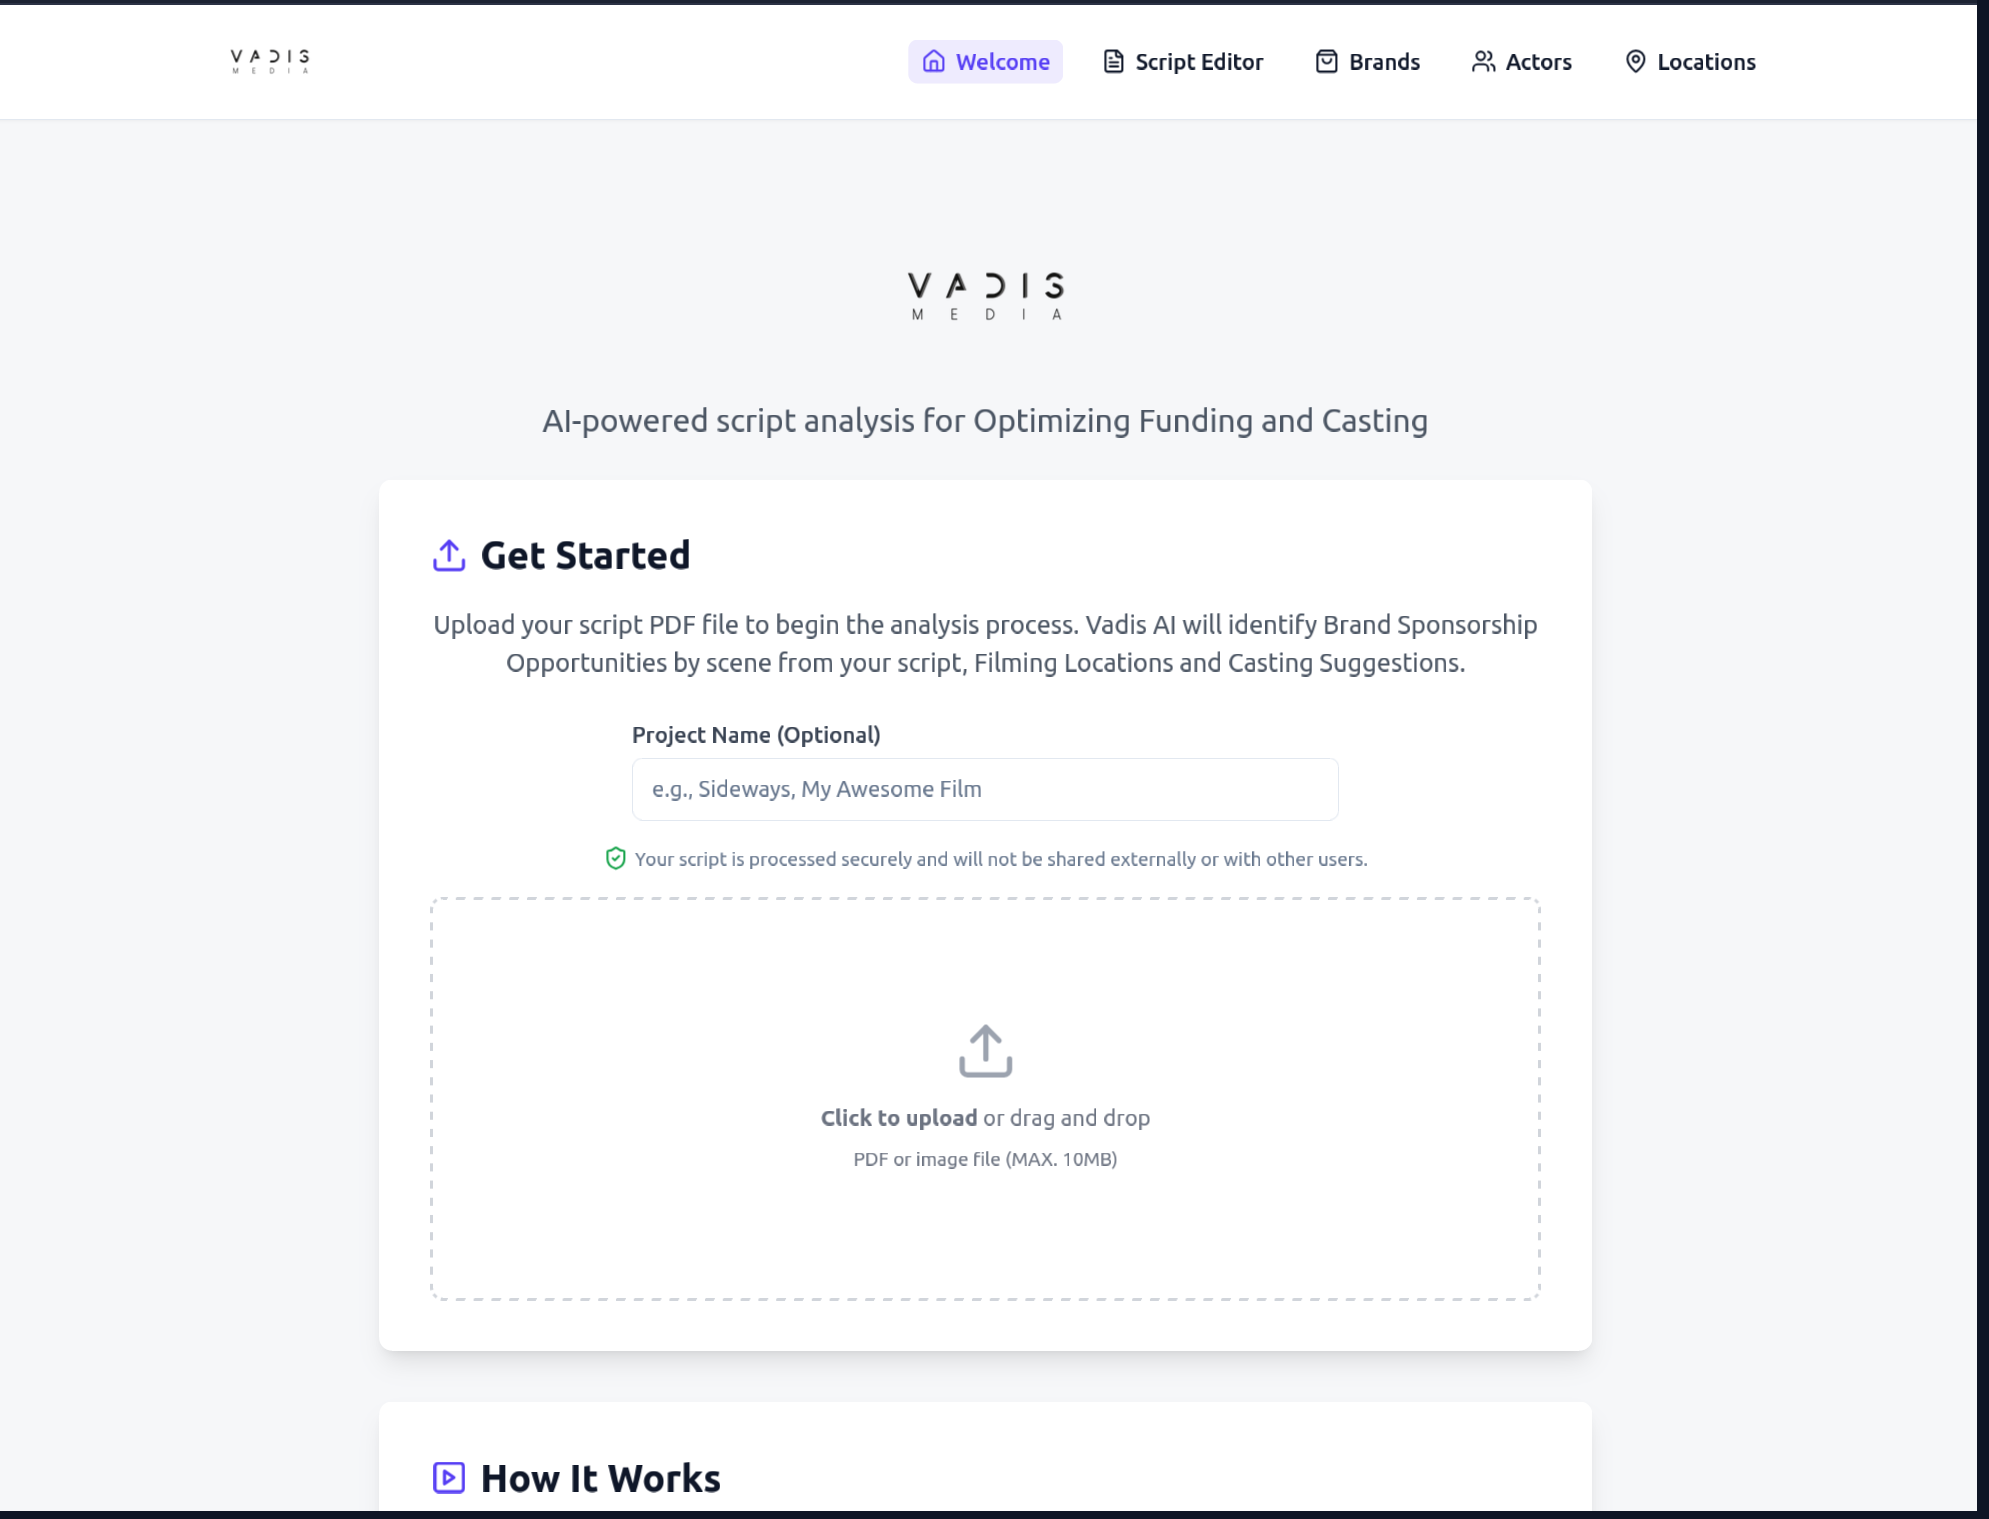 VADIS
MEDIA
Welcome
Script Editor
Brands
Actors
Locations
VADIS
MEDIA
AI-powered script analysis for Optimizing Funding and Casting
Get Started
Upload your script PDF file to begin the analysis process. Vadis AI will identify Brand Sponsorship
Opportunities by scene from your script, Filming Locations and Casting Suggestions.
Project Name (Optional)
e.g., Sideways, My Awesome Film
Your script is processed securely and will not be shared externally or with other users.
Click to upload or drag and drop
PDF or image file (MAX. 10MB)
How It Works